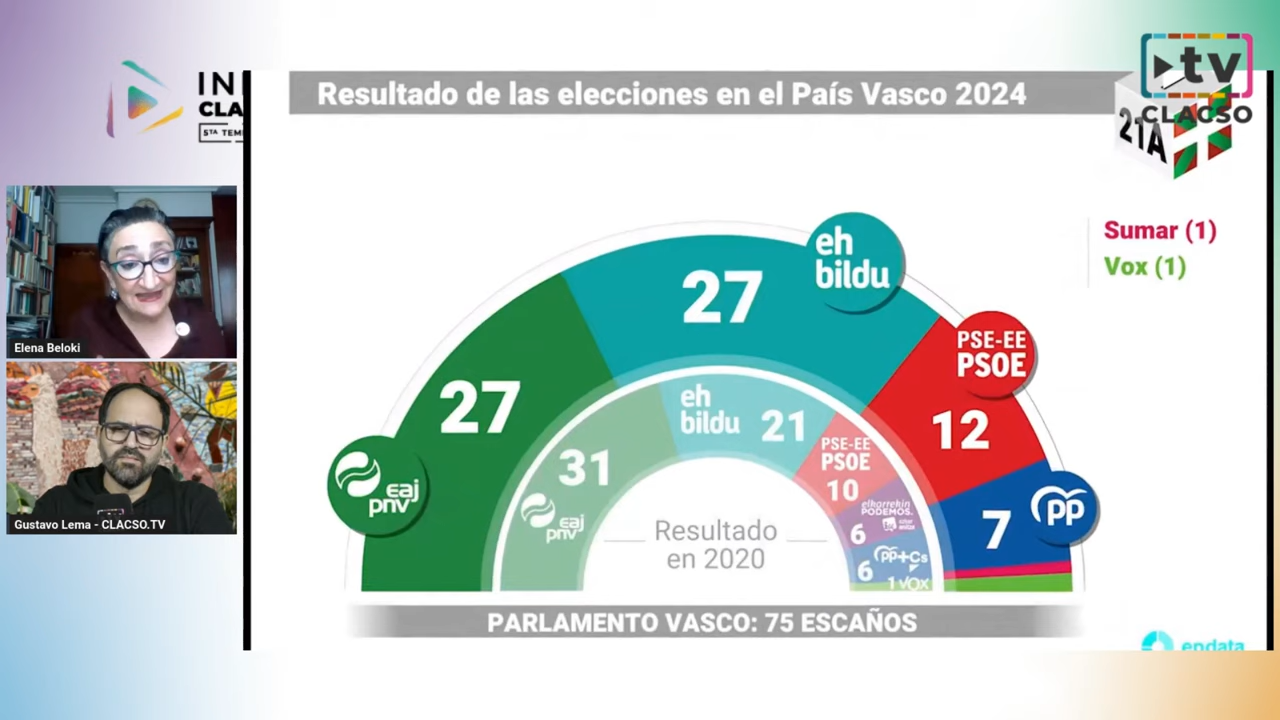 Resultado de las elecciones en el País Vasco 2024
tv
CLACSO
21A
5TA
Sumar (1)
Vox (1)
eh
bildu
27
27
PSE-EE
PSOE
12
eaj
pnv
7
pp
eh
bildu
21
31
eaj
pnv
PSE-EE
PSOE
10
elkarrekin
PODEMOS.
6
6
pp+Cs
1 VOX
Resultado
en 2020
PARLAMENTO VASCO: 75 ESCAÑOS
Elena Beloki
Gustavo Lema - CLACSO.TV